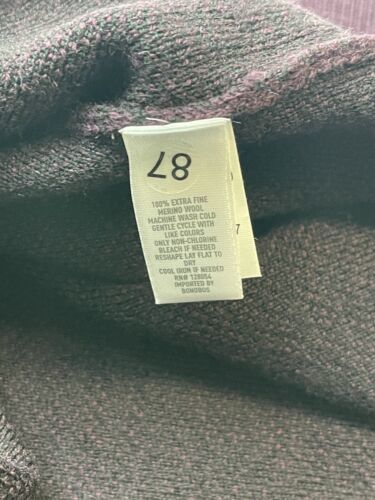 87
100% EXTRA FINE
MERINO WOOL
MACHINE WASH COLD
GENTLE CYCLE WITH
LIKE COLORS
ONLY NON-CHLORINE
BLEACH IF NEEDED
RESHAPE LAY FLAT TO
DRY
COOL IRON IF NEEDED
RN# 128054
IMPORTED BY
BONOBOS
7